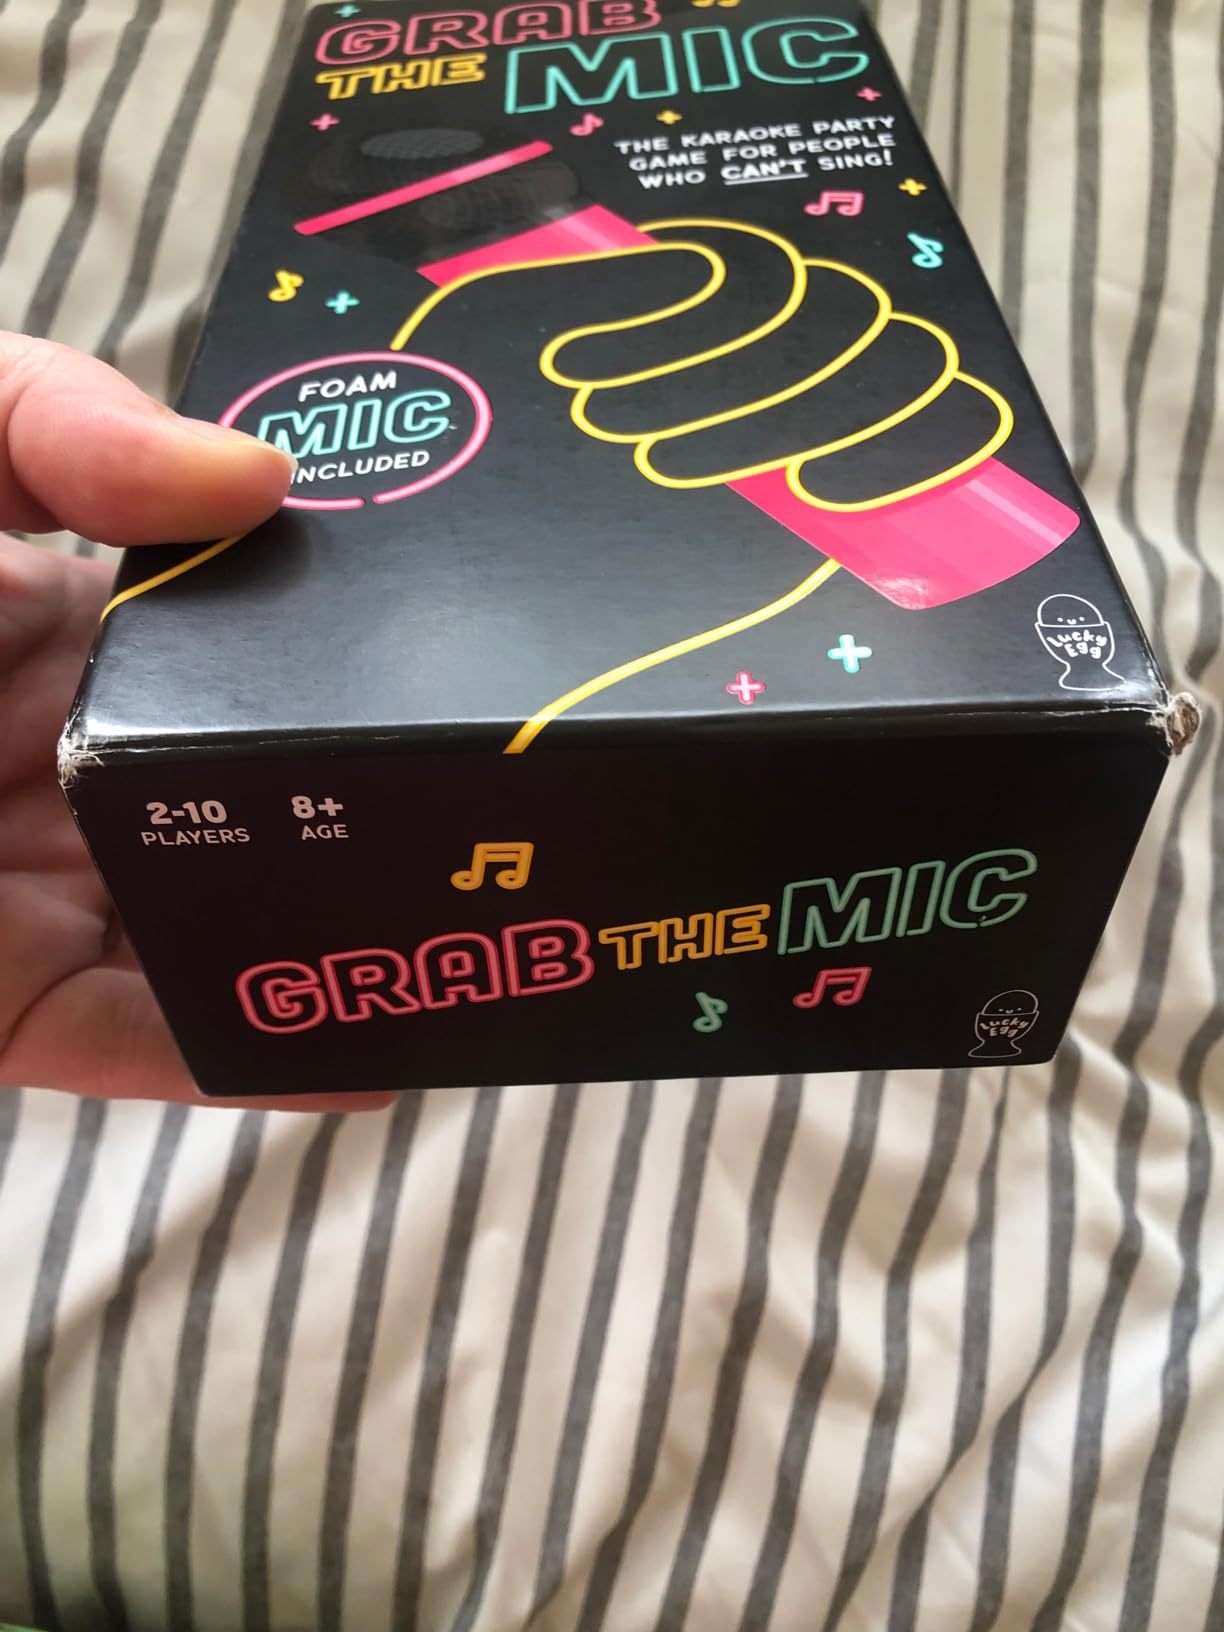 GRAB
THE MIC
THE KARAOKE PARTY
GAME FOR PEOPLE
WHO CAN'T SING!
FOAM
MIC
INCLUDED
Lucky
Egg
2-10
PLAYERS
8+
AGE
GRAB THE MIC
Lucky
Egg